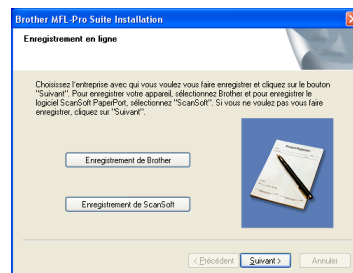 Brother MFL-Pro Suite Installation
Enregistrement en ligne
Choisissez l'entreprise avec qui vous voulez vous faire enregistrer et cliquez sur le bouton
"Suivant". Pour enregistrer votre appareil, sélectionnez Brother et pour enregistrer le
logiciel ScanSoft PaperPort, sélectionnez "ScanSoft". Si vous ne voulez pas vous faire
enregistrer, cliquez sur "Suivant".
Enregistrement de Brother
Enregistrement de ScanSoft
< Précédent
Suivant >
Annuler